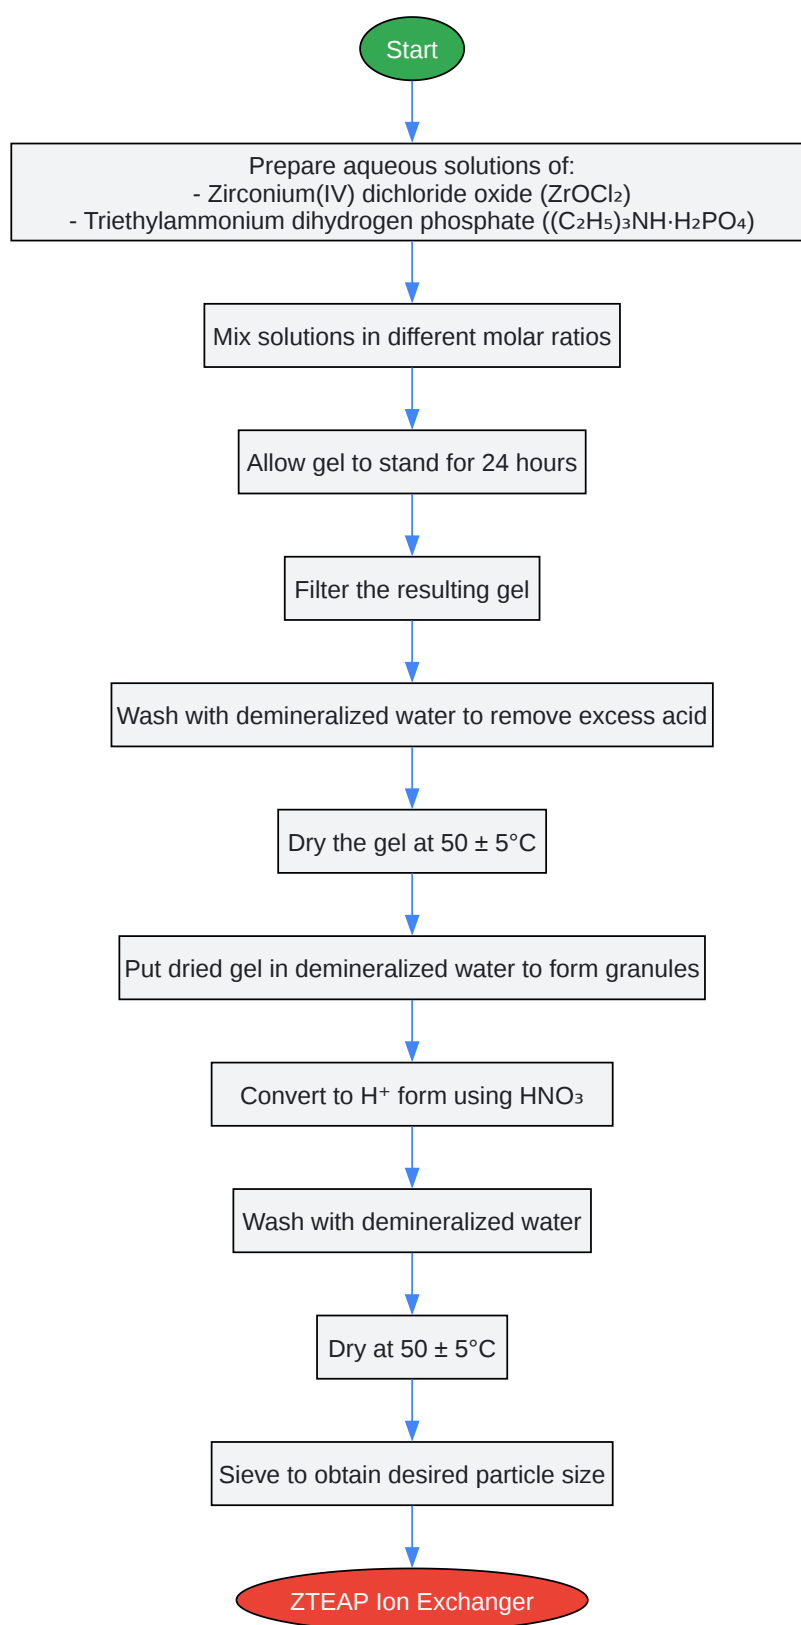 Start
Prepare aqueous solutions of:
- Zirconium(IV) dichloride oxide (ZrOCl₂)
- Triethylammonium dihydrogen phosphate ((C₂H₅)₃NH·H₂PO₄)
Mix solutions in different molar ratios
Allow gel to stand for 24 hours
Filter the resulting gel
Wash with demineralized water to remove excess acid
Dry the gel at 50 ± 5°C
Put dried gel in demineralized water to form granules
Convert to H⁺ form using HNO₃
Wash with demineralized water
Dry at 50 ± 5°C
Sieve to obtain desired particle size
ZTEAP Ion Exchanger